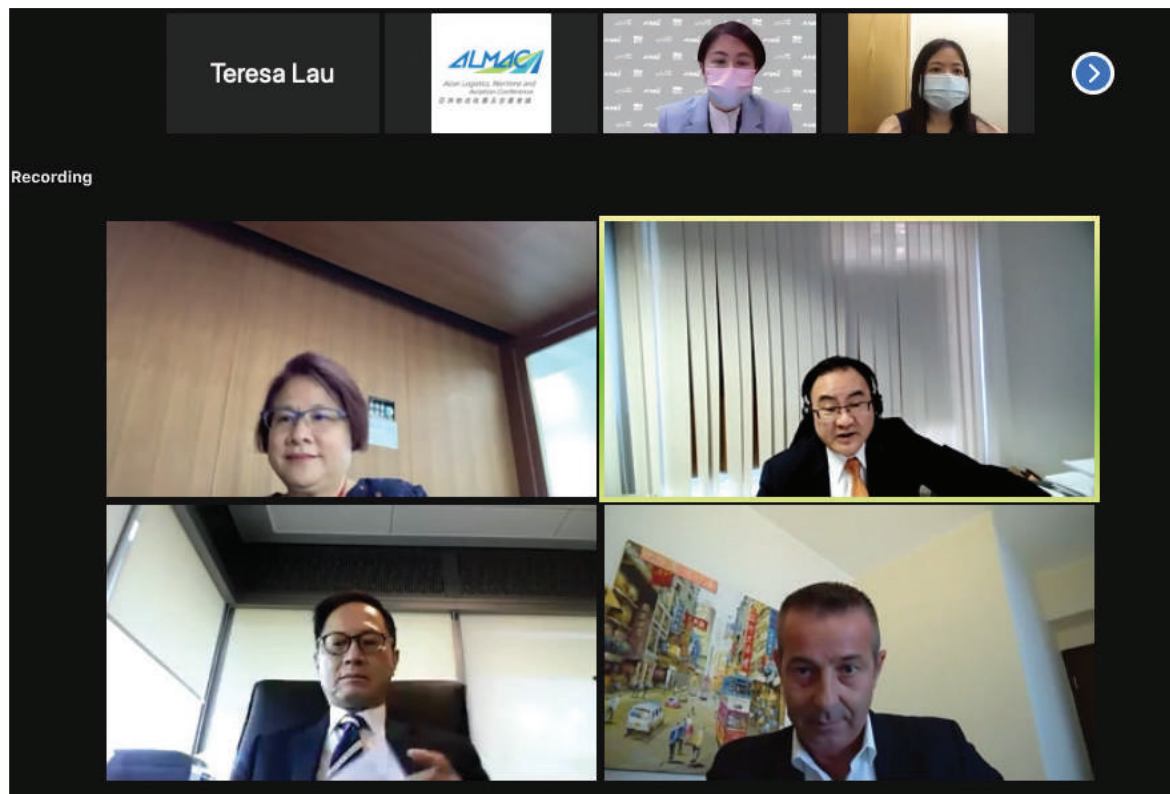 Teresa Lau
ALMAC
Asian Logistics, Maritime and
Aviation Conference
亞洲物流航運及空運會議
Recording